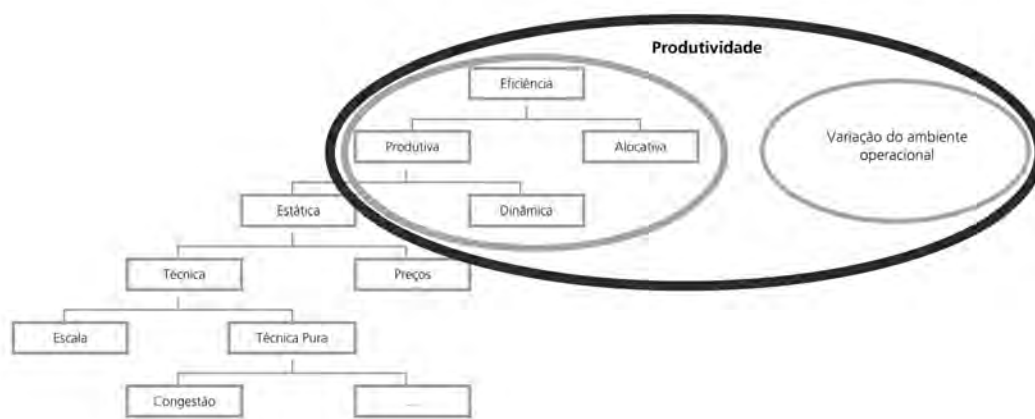 Produtividade
Eficiência
Produtiva
Alocativa
Variação do ambiente
operacional
Estática
Dinâmica
Técnica
Preços
Escala
Técnica Pura
Congestão
...